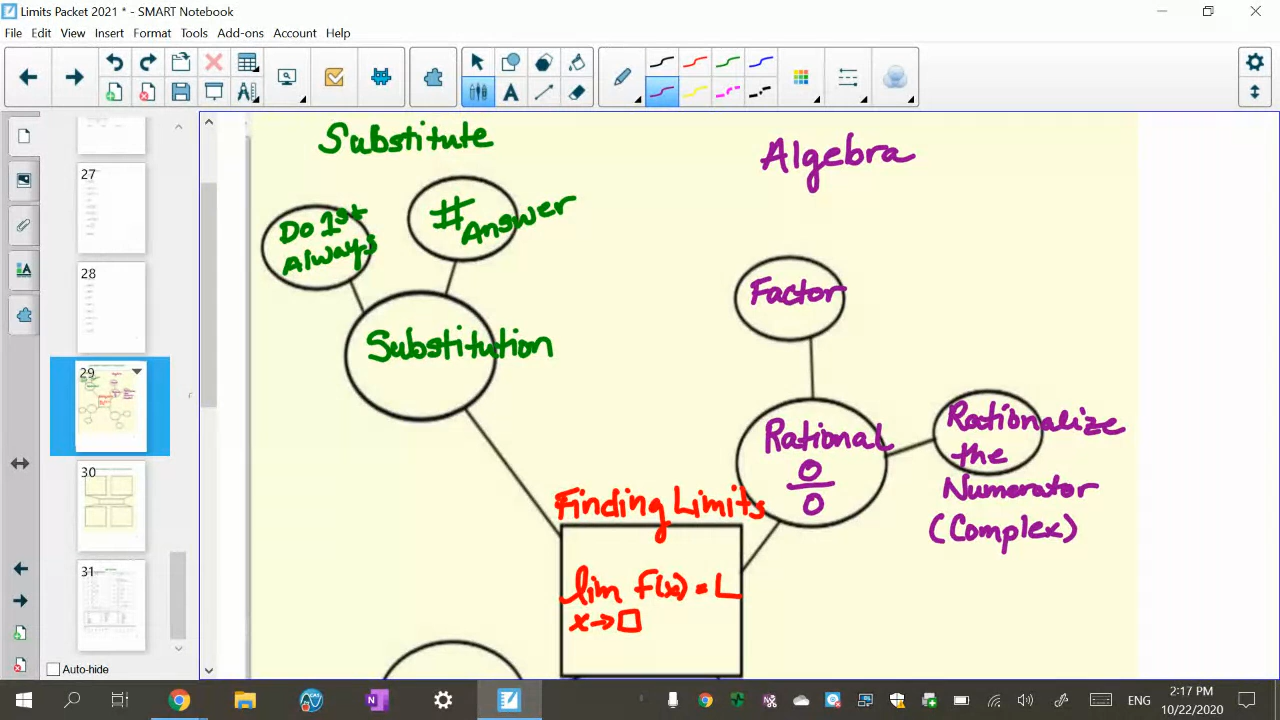 Limits Packet 2021 * - SMART Notebook
File Edit View Insert Format Tools Add-ons Account Help
Substitute
Algebra
Do 1st
Always
# Answer
Substitution
Factor
Rational
0
0
Rationalize
the
Numerator
(Complex)
Finding Limits
lim f(x) = L
x→□
27
28
29
30
31
Auto-hide
ENG
2:17 PM
10/22/2020